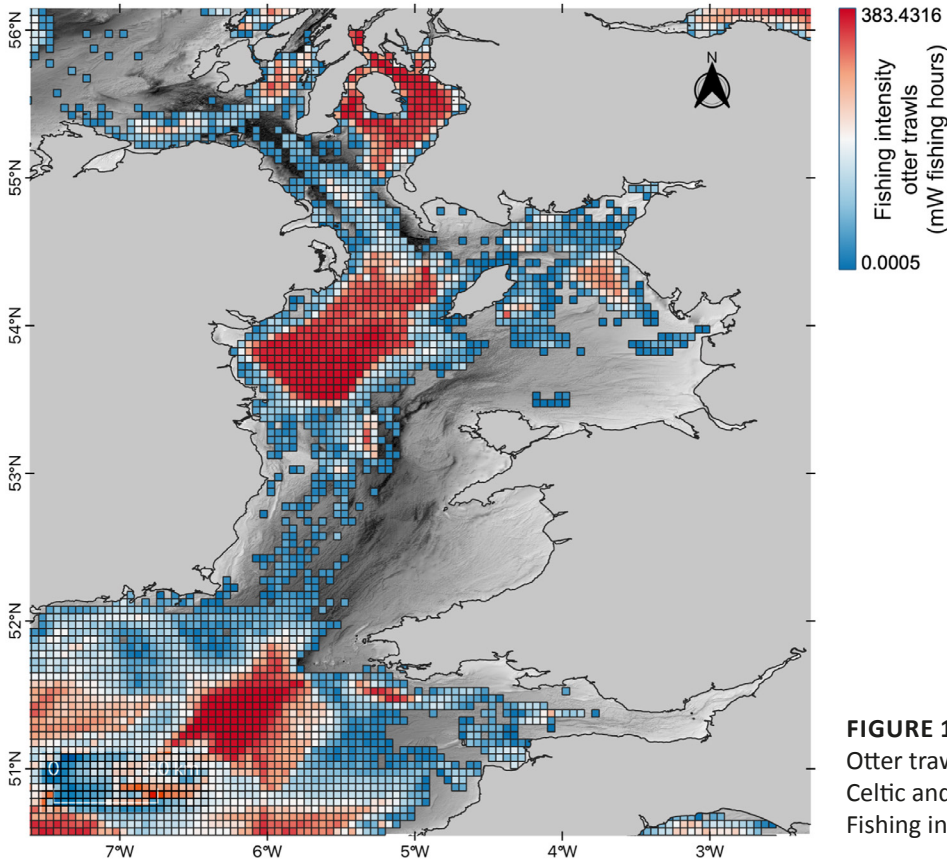 56°N
55°N
54°N
53°N
52°N
51°N
7°W
6°W
5°W
4°W
3°W
N
0
383.4316
0.0005
Fishing intensity
otter trawls
(mW fishing hours)
FIGURE 1
Otter traw
Celtic and
Fishing in